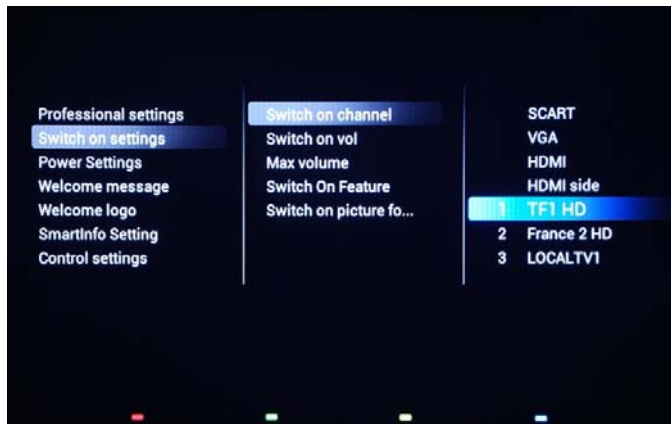 Professional settings
Switch on settings
Power Settings
Welcome message
Welcome logo
SmartInfo Setting
Control settings
Switch on channel
Switch on vol
Max volume
Switch On Feature
Switch on picture fo...
SCART
VGA
HDMI
HDMI side
1 TF1 HD
2 France 2 HD
3 LOCALTV1